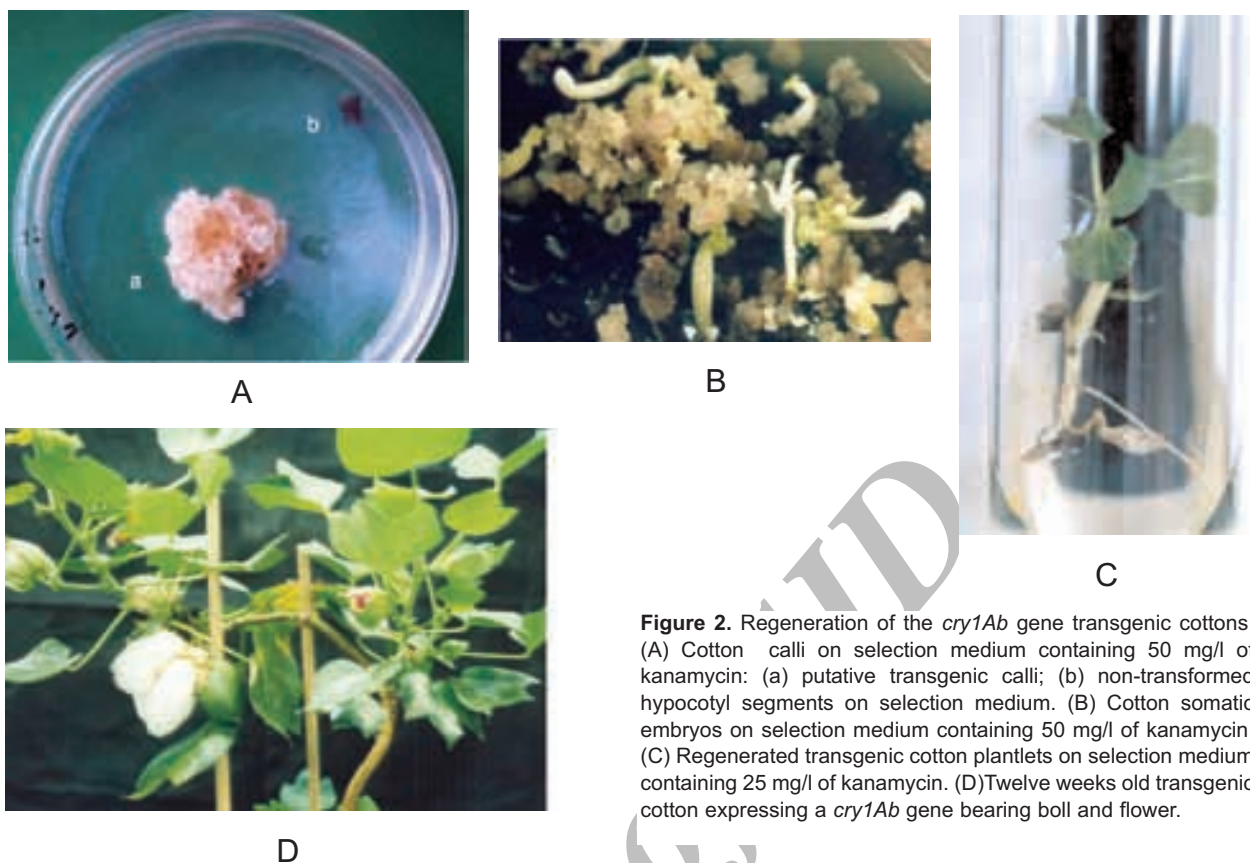 b
a
A
B
C
D
Figure 2. Regeneration of the cry1Ab gene transgenic cottons
(A) Cotton calli on selection medium containing 50 mg/l of
kanamycin: (a) putative transgenic calli; (b) non-transformed
hypocotyl segments on selection medium. (B) Cotton somatic
embryos on selection medium containing 50 mg/l of kanamycin
(C) Regenerated transgenic cotton plantlets on selection medium
containing 25 mg/l of kanamycin. (D)Twelve weeks old transgenic
cotton expressing a cry1Ab gene bearing boll and flower.